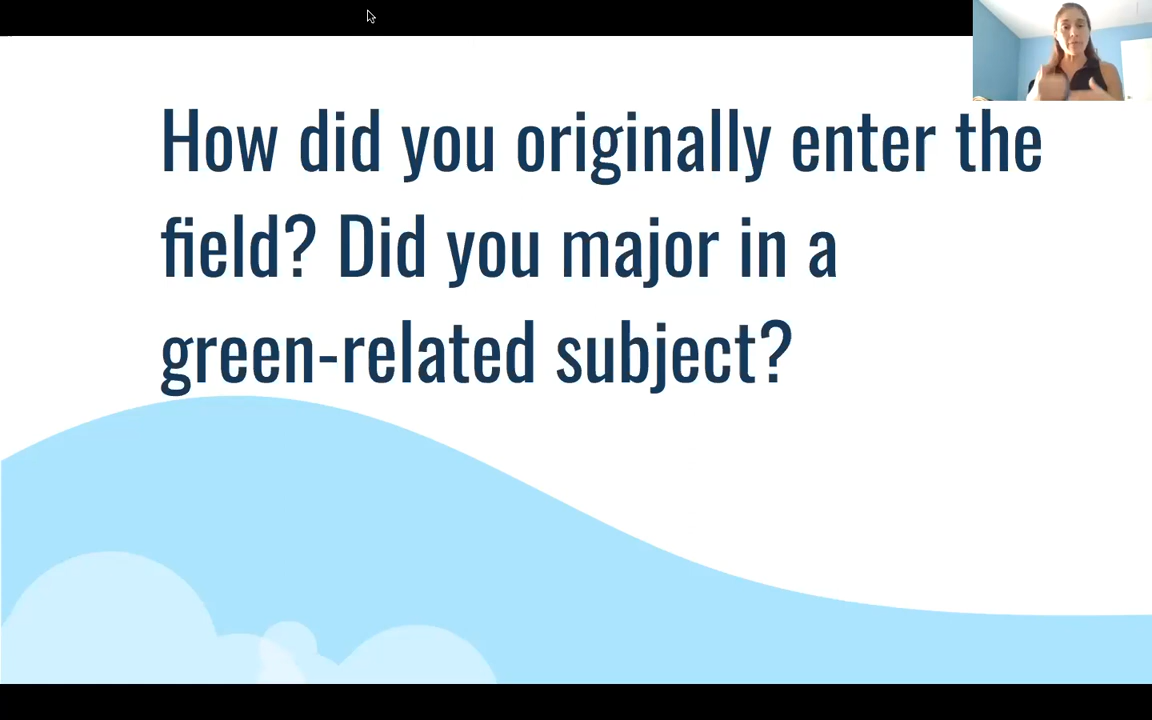 How did you originally enter the
field? Did you major in a
green-related subject?